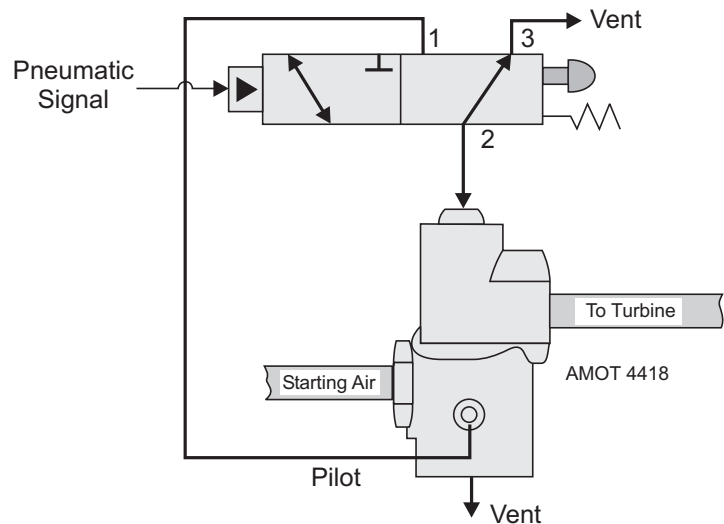 1
3
Vent
Pneumatic
Signal
2
To Turbine
AMOT 4418
Starting Air
Pilot
Vent